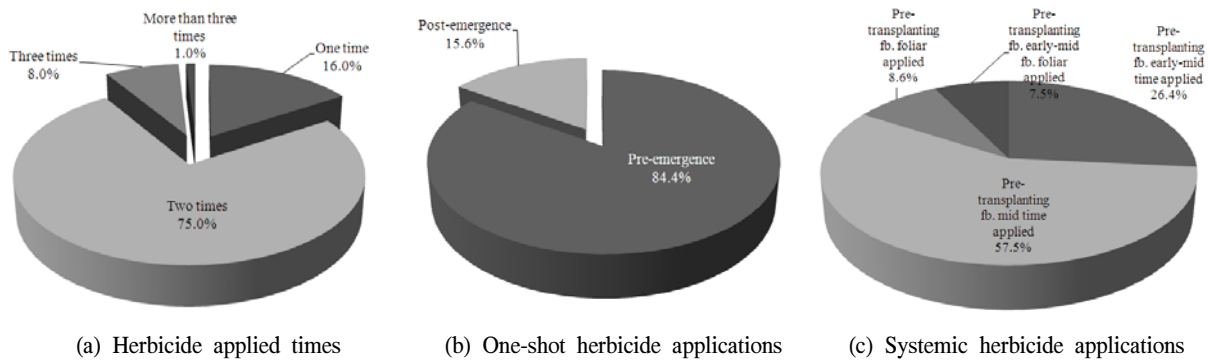 More than three
times
1.0%
Three times
8.0%
One time
16.0%
Two times
75.0%
(a) Herbicide applied times
Post-emergence
15.6%
Pre-emergence
84.4%
(b) One-shot herbicide applications
Pre-
transplanting
fb. foliar
applied
8.6%
Pre-
transplanting
fb. early-mid
fb. foliar
applied
7.5%
Pre-
transplanting
fb. early-mid
time applied
26.4%
Pre-
transplanting
fb. mid time
applied
57.5%
(c) Systemic herbicide applications